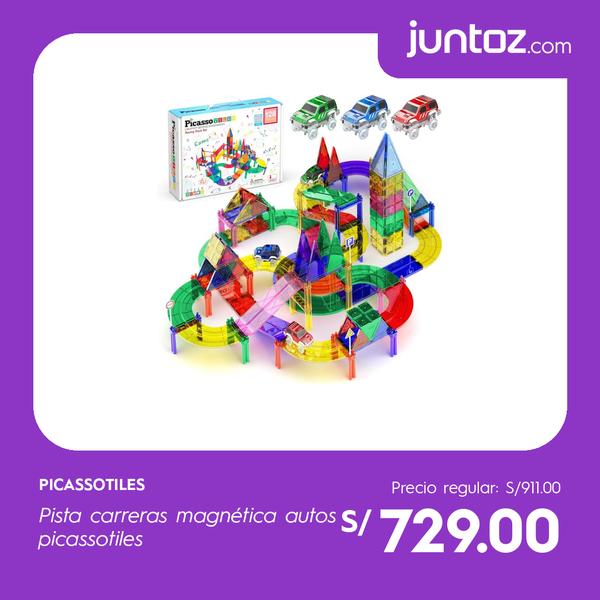 juntoz.com
Picasso
PICASSOTILES
Precio regular: S/911.00
Pista carreras magnética autos
picassotiles
S/ 729.00